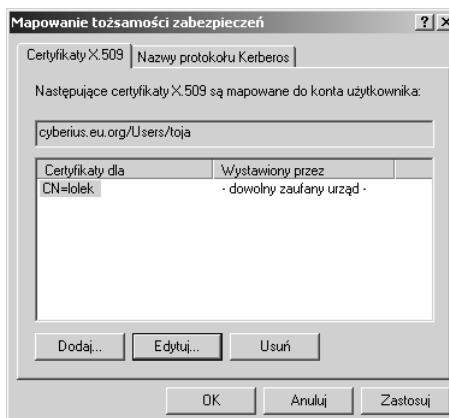 Mapowanie tożsamości zabezpieczeń
Certyfikaty X.509 Nazwy protokołu Kerberos
Następujące certyfikaty X.509 są mapowane do konta użytkownika:
cyberius.eu.org/Users/toja
Certyfikaty dla Wystawiony przez
CN=lolek - dowolny zaufany urząd -
Dodaj... Edytuj... Usuń
OK Anuluj Zastosuj